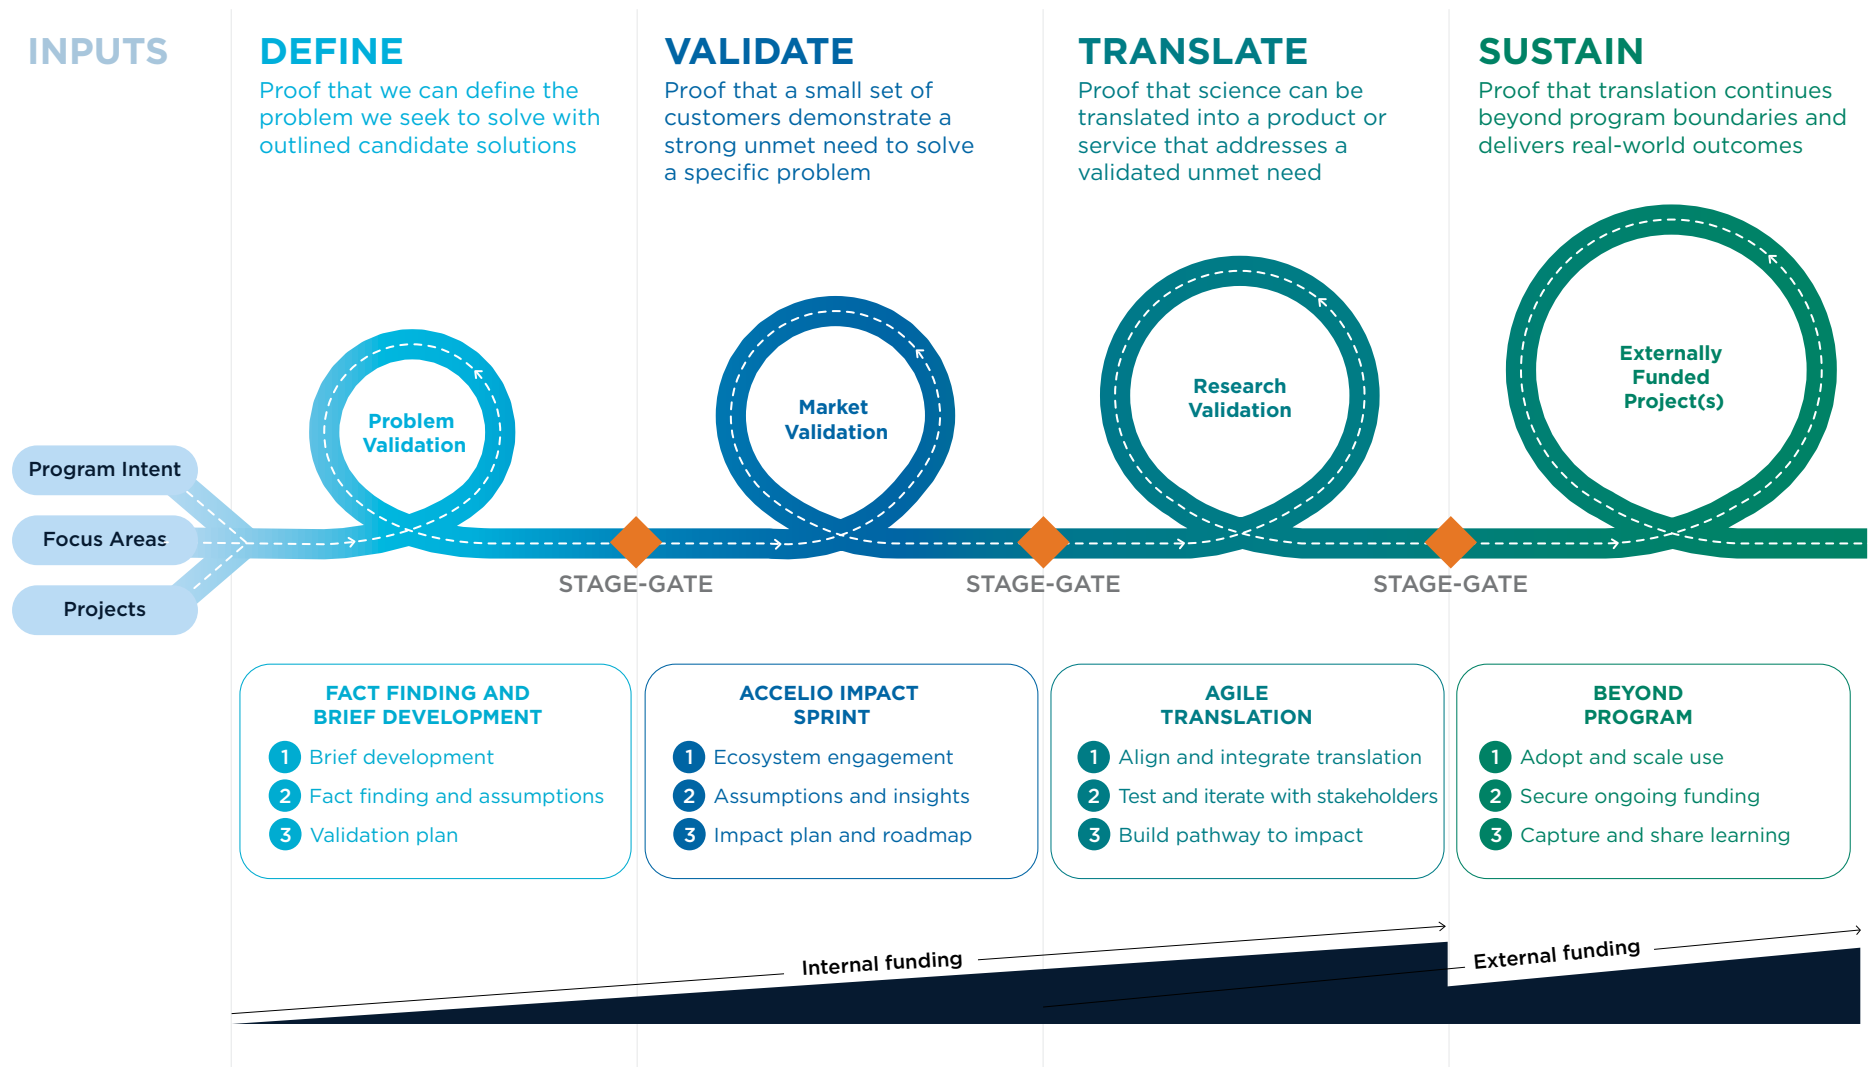 INPUTS
DEFINE
Proof that we can define the
problem we seek to solve with
outlined candidate solutions
VALIDATE
Proof that a small set of
customers demonstrate a
strong unmet need to solve
a specific problem
TRANSLATE
Proof that science can be
translated into a product or
service that addresses a
validated unmet need
SUSTAIN
Proof that translation continues
beyond program boundaries and
delivers real-world outcomes
Program Intent
Focus Areas
Projects
Problem
Validation
Market
Validation
Research
Validation
Externally
Funded
Project(s)
STAGE-GATE
STAGE-GATE
STAGE-GATE
FACT FINDING AND
BRIEF DEVELOPMENT
1 Brief development
2 Fact finding and assumptions
3 Validation plan
ACCELIO IMPACT
SPRINT
1 Ecosystem engagement
2 Assumptions and insights
3 Impact plan and roadmap
AGILE
TRANSLATION
1 Align and integrate translation
2 Test and iterate with stakeholders
3 Build pathway to impact
BEYOND
PROGRAM
1 Adopt and scale use
2 Secure ongoing funding
3 Capture and share learning
Internal funding
External funding